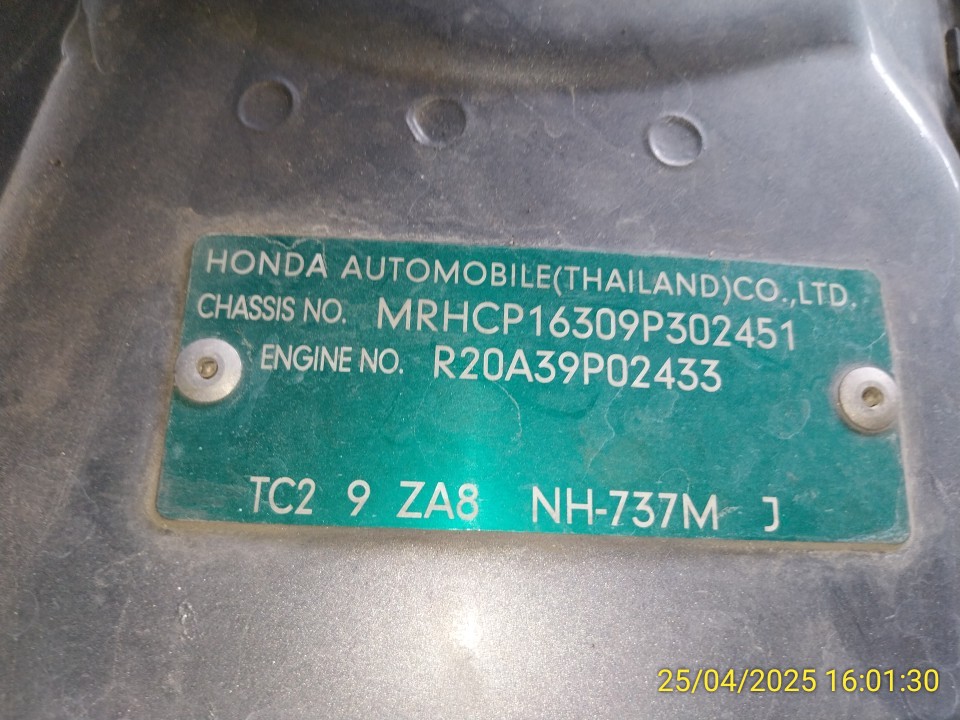 HONDA AUTOMOBILE(THAILAND)CO.,LTD.
CHASSIS NO. MRHCP16309P302451
ENGINE NO. R20A39P02433
TC2 9 ZA8 NH-737M J
25/04/2025 16:01:30